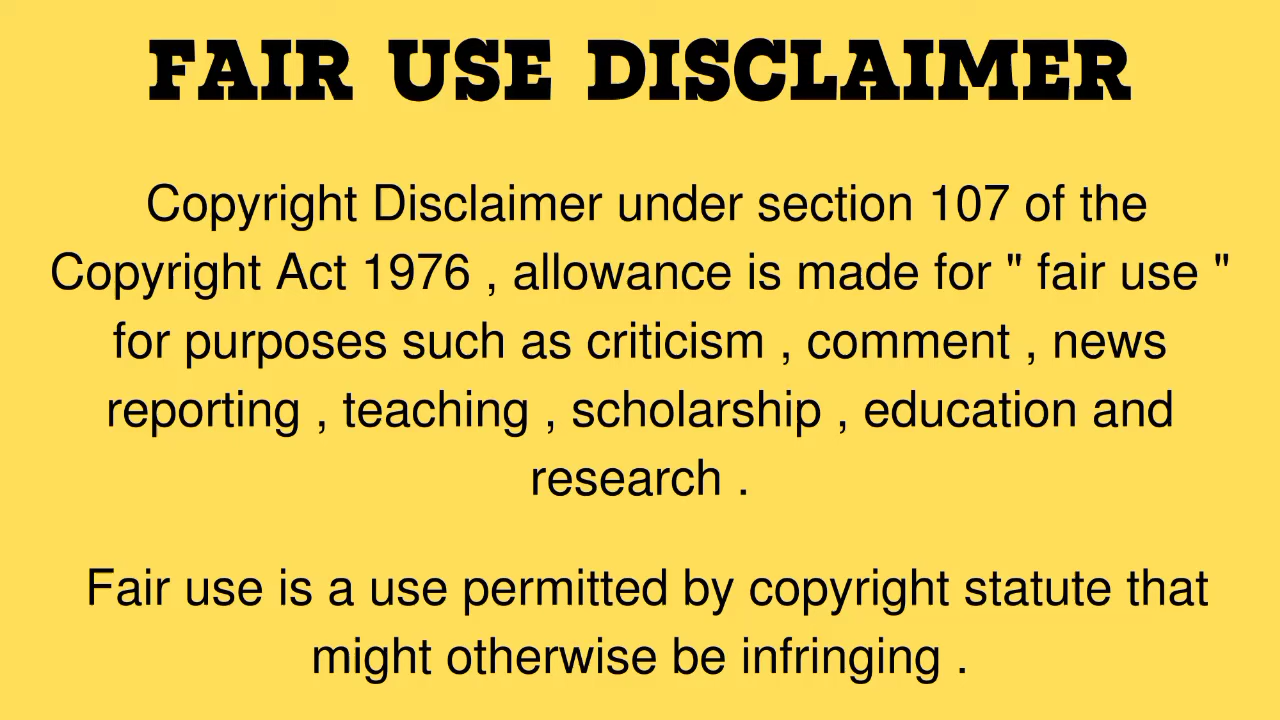 FAIR USE DISCLAIMER
Copyright Disclaimer under section 107 of the
Copyright Act 1976 , allowance is made for " fair use "
for purposes such as criticism , comment , news
reporting , teaching , scholarship , education and
research .
Fair use is a use permitted by copyright statute that
might otherwise be infringing .